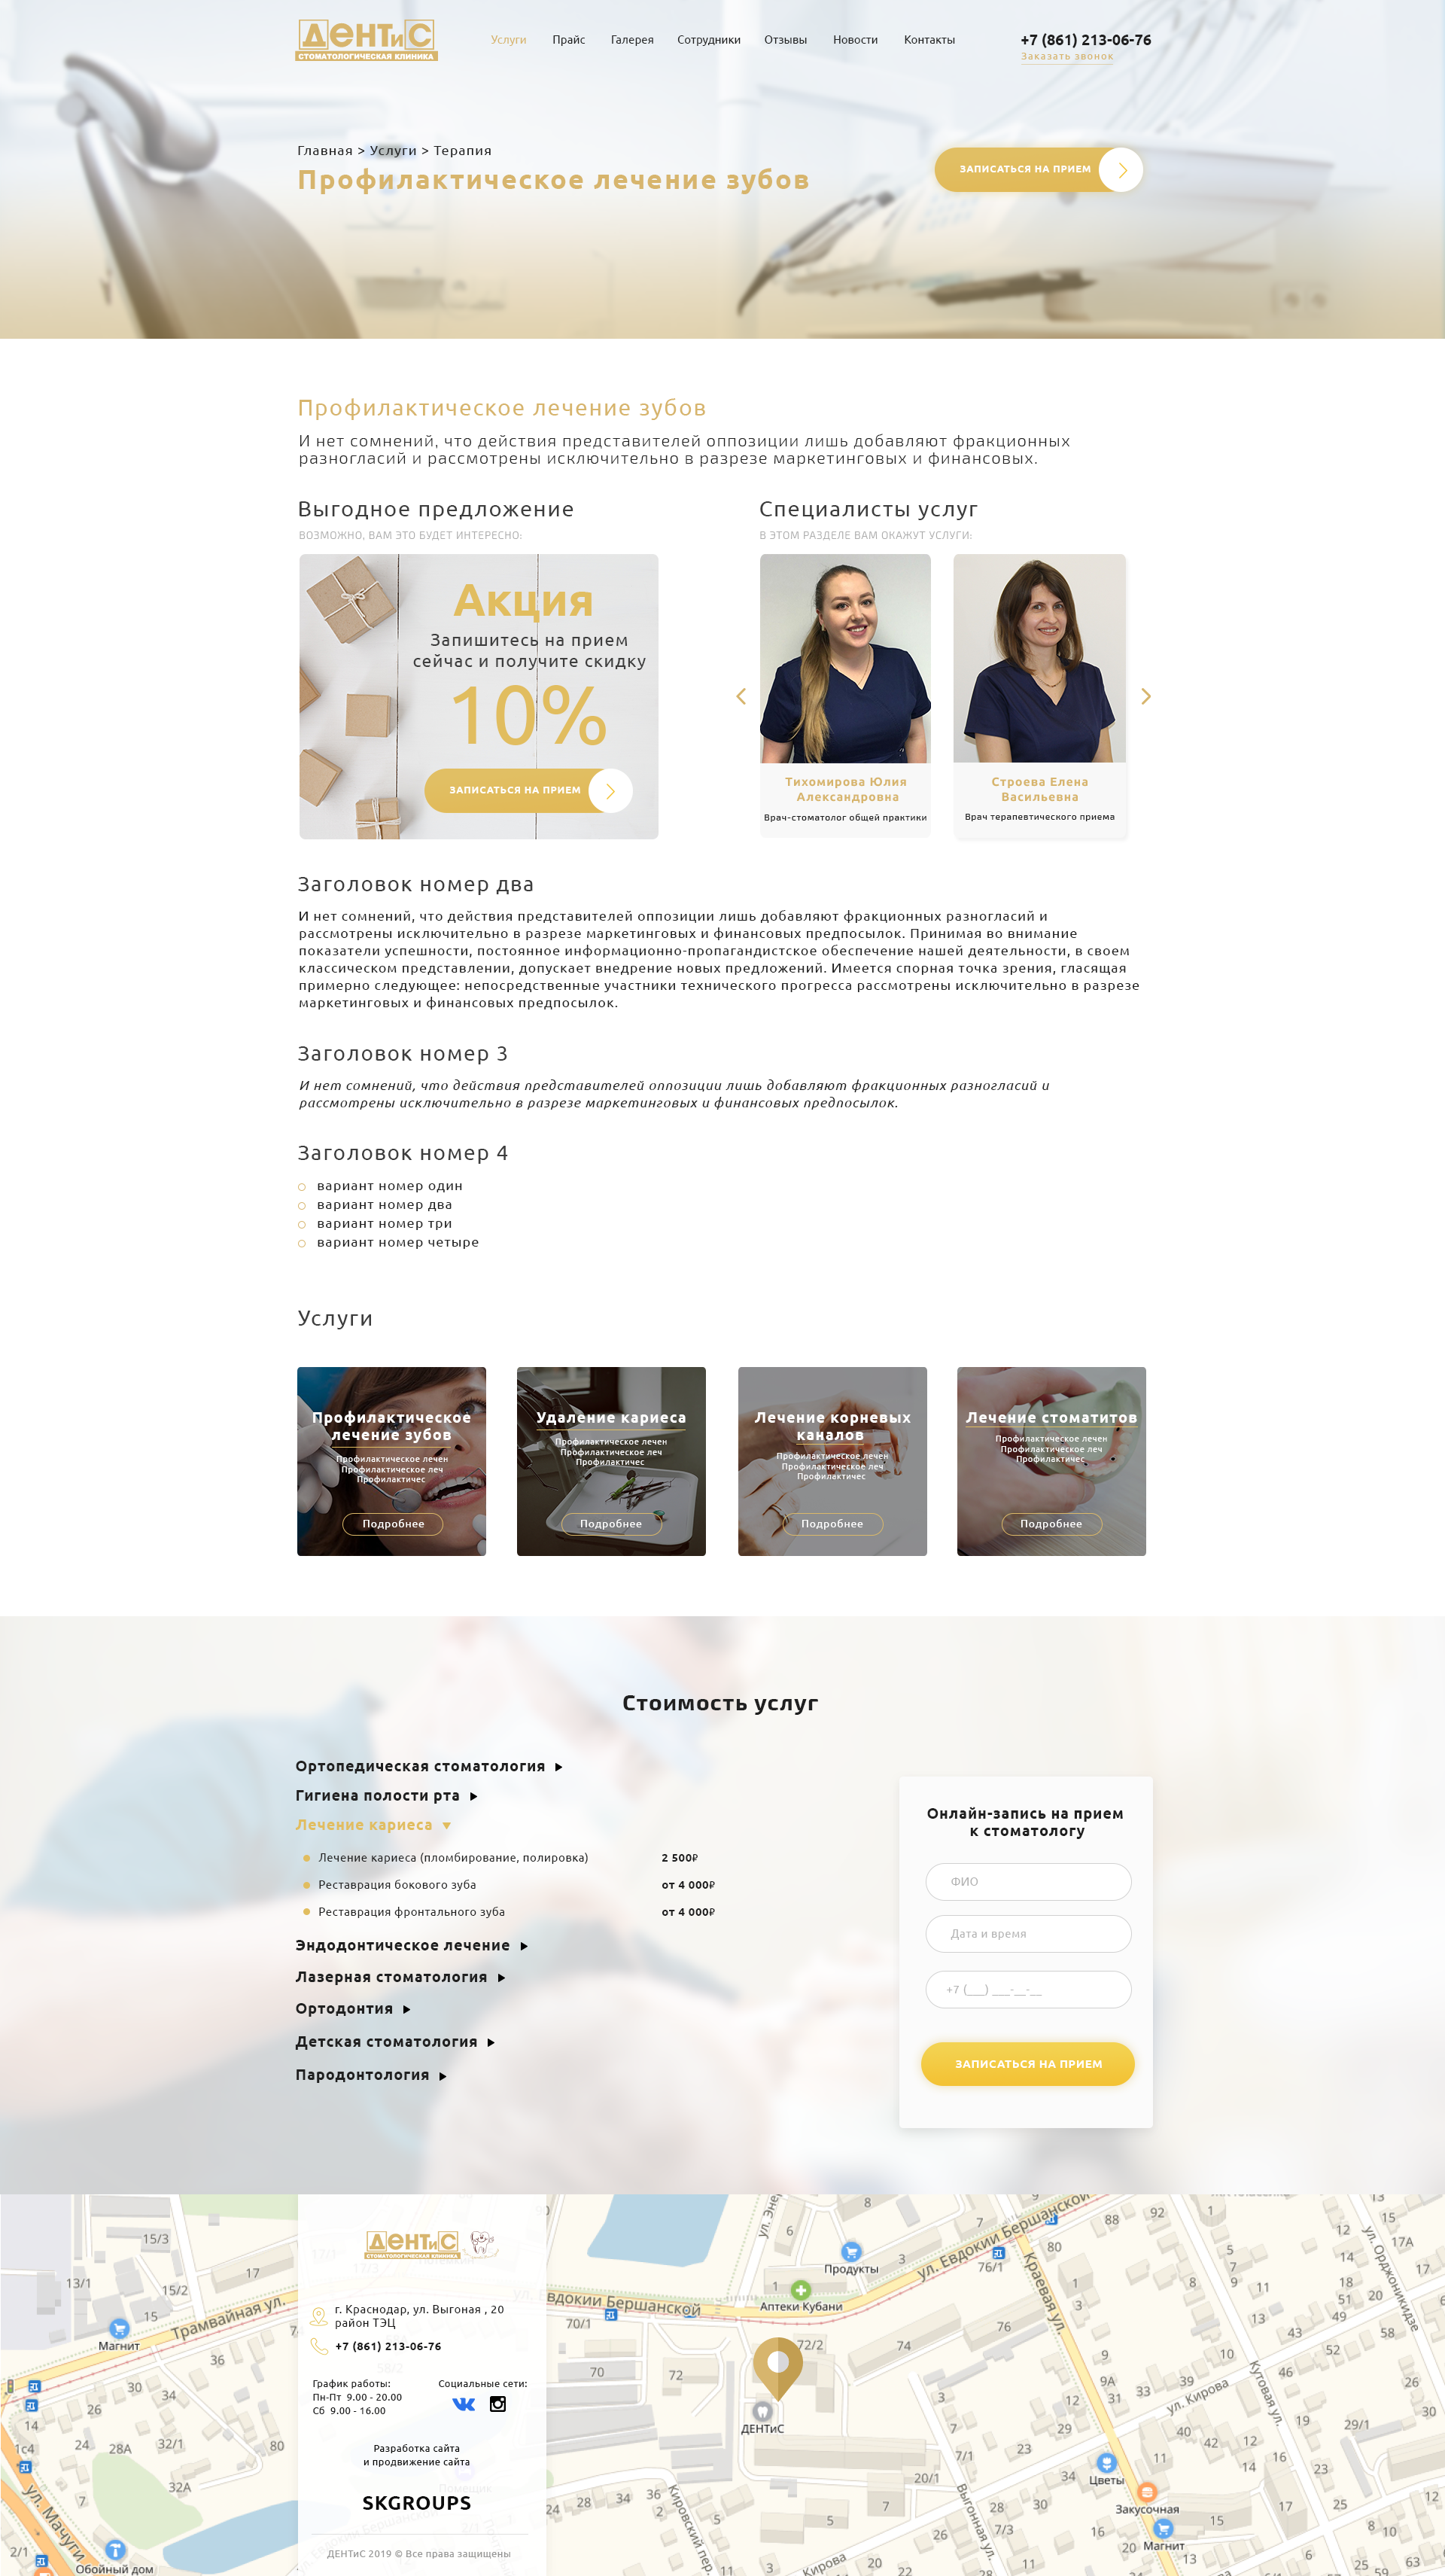 ДЕНТиС
СТОМАТОЛОГИЧЕСКАЯ КЛИНИКА
Услуги Прайс Галерея Сотрудники Отзывы Новости Контакты
+7 (861) 213-06-76
Заказать звонок
Главная > Услуги > Терапия
Профилактическое лечение зубов
ЗАПИСАТЬСЯ НА ПРИЕМ
Профилактическое лечение зубов
И нет сомнений, что действия представителей оппозиции лишь добавляют фракционных
разногласий и рассмотрены исключительно в разрезе маркетинговых и финансовых.
Выгодное предложение
ВОЗМОЖНО, ВАМ ЭТО БУДЕТ ИНТЕРЕСНО:
Акция
Запишитесь на прием
сейчас и получите скидку
10%
ЗАПИСАТЬСЯ НА ПРИЕМ
Специалисты услуг
В ЭТОМ РАЗДЕЛЕ ВАМ ОКАЖУТ УСЛУГИ:
Тихомирова Юлия
Александровна
Врач-стоматолог общей практики
Строева Елена
Васильевна
Врач терапевтического приема
Заголовок номер два
И нет сомнений, что действия представителей оппозиции лишь добавляют фракционных разногласий и
рассмотрены исключительно в разрезе маркетинговых и финансовых предпосылок. Принимая во внимание
показатели успешности, постоянное информационно-пропагандистское обеспечение нашей деятельности, в своем
классическом представлении, допускает внедрение новых предложений. Имеется спорная точка зрения, гласящая
примерно следующее: непосредственные участники технического прогресса рассмотрены исключительно в разрезе
маркетинговых и финансовых предпосылок.
Заголовок номер 3
И нет сомнений, что действия представителей оппозиции лишь добавляют фракционных разногласий и
рассмотрены исключительно в разрезе маркетинговых и финансовых предпосылок.
Заголовок номер 4
вариант номер один
вариант номер два
вариант номер три
вариант номер четыре
Услуги
Профилактическое
лечение зубов
Профилактическое лечен
Профилактическое леч
Профилактичес
Подробнее
Удаление кариеса
Профилактическое лечен
Профилактическое леч
Профилактичес
Подробнее
Лечение корневых
каналов
Профилактическое лечен
Профилактическое леч
Профилактичес
Подробнее
Лечение стоматитов
Профилактическое лечен
Профилактическое леч
Профилактичес
Подробнее
Стоимость услуг
Ортопедическая стоматология
Гигиена полости рта
Лечение кариеса
Лечение кариеса (пломбирование, полировка) 2 500₽
Реставрация бокового зуба от 4 000₽
Реставрация фронтального зуба от 4 000₽
Эндодонтическое лечение
Лазерная стоматология
Ортодонтия
Детская стоматология
Пародонтология
Онлайн-запись на прием
к стоматологу
ФИО
Дата и время
+7 (___) ___-__-__
ЗАПИСАТЬСЯ НА ПРИЕМ
ДЕНТиС
СТОМАТОЛОГИЧЕСКАЯ КЛИНИКА
г. Краснодар, ул. Выгоная , 20
район ТЭЦ
+7 (861) 213-06-76
График работы:
Пн-Пт 9.00 - 20.00
Сб 9.00 - 16.00
Социальные сети:
Разработка сайта
и продвижение сайта
SKGROUPS
ДЕНТиС 2019 © Все права защищены
Трамвайная ул.
Магнит
ул. Мачуги
Обойный дом
ул. Евдокии Бершанской
ул. Евдокии Бершанской
Продукты
Аптеки Кубани
ДЕНТиС
Краевая ул.
ул. Орджоникидзе
ул. Кирова
Кутовая ул.
Цветы
Закусочная
Магнит
Выгонная ул.
Кировский пер.
Кирова